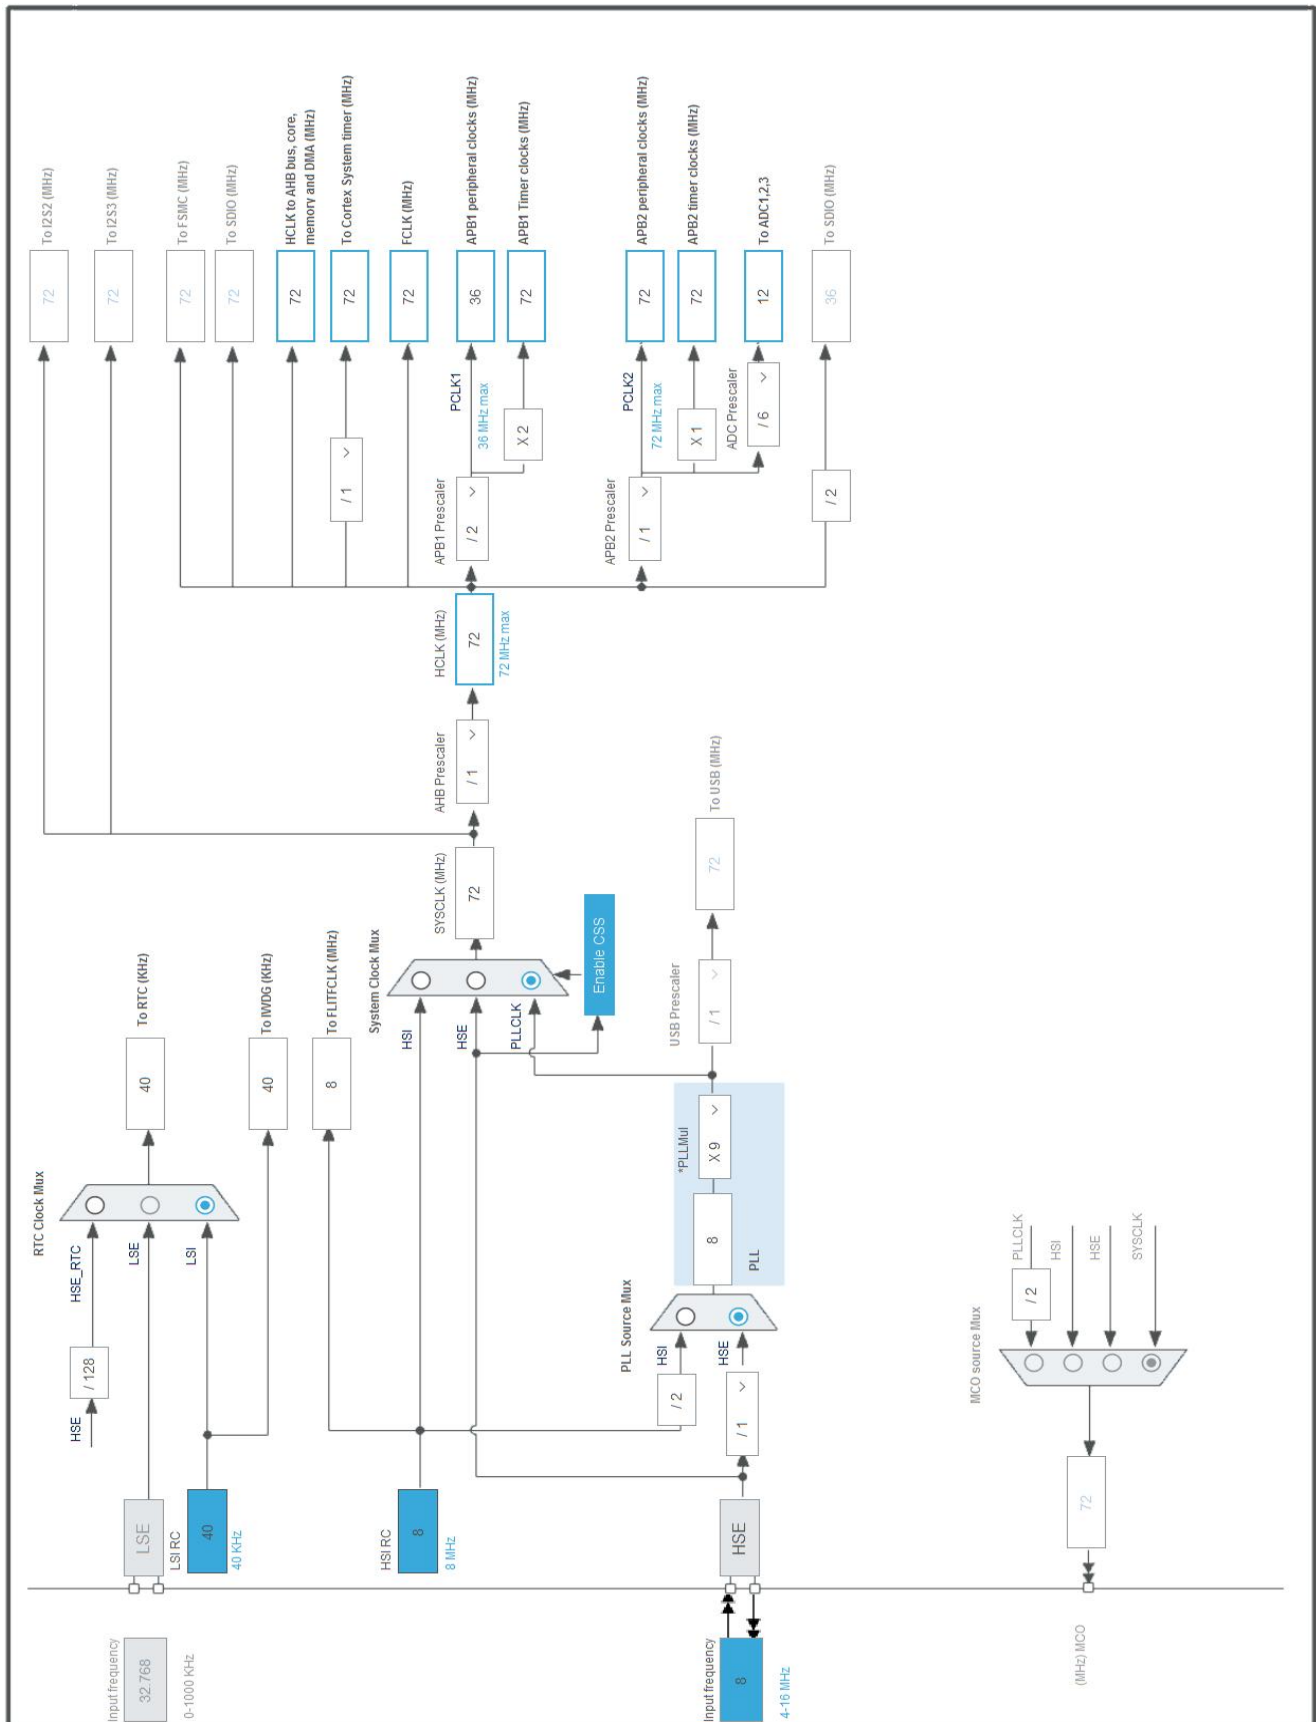 RTC Clock Mux
HSE
/ 128
HSE_RTC
Input frequency
32.768
0-1000 KHz
LSE
LSE
To RTC (KHz)
40
LSI RC
40
40 KHz
LSI
To IWDG (KHz)
40
To FLITFCLK (MHz)
8
HSI RC
8
8 MHz
System Clock Mux
HSI
HSE
PLLCLK
Enable CSS
SYSCLK (MHz)
72
AHB Prescaler
/ 1
HCLK (MHz)
72
72 MHz max
To I2S2 (MHz)
72
To I2S3 (MHz)
72
To FSMC (MHz)
72
To SDIO (MHz)
72
HCLK to AHB bus, core,
memory and DMA (MHz)
72
/ 1
To Cortex System timer (MHz)
72
FCLK (MHz)
72
APB1 Prescaler
/ 2
PCLK1
36 MHz max
36
APB1 peripheral clocks (MHz)
X 2
72
APB1 Timer clocks (MHz)
APB2 Prescaler
/ 1
PCLK2
72 MHz max
72
APB2 peripheral clocks (MHz)
X 1
72
APB2 timer clocks (MHz)
ADC Prescaler
/ 6
12
To ADC1,2,3
/ 2
36
To SDIO (MHz)
PLL Source Mux
HSI
/ 2
HSE
/ 1
Input frequency
8
4-16 MHz
HSE
8
*PLLMul
X 9
PLL
USB Prescaler
/ 1
72
To USB (MHz)
MCO source Mux
/ 2
PLLCLK
HSI
HSE
SYSCLK
72
(MHz) MCO